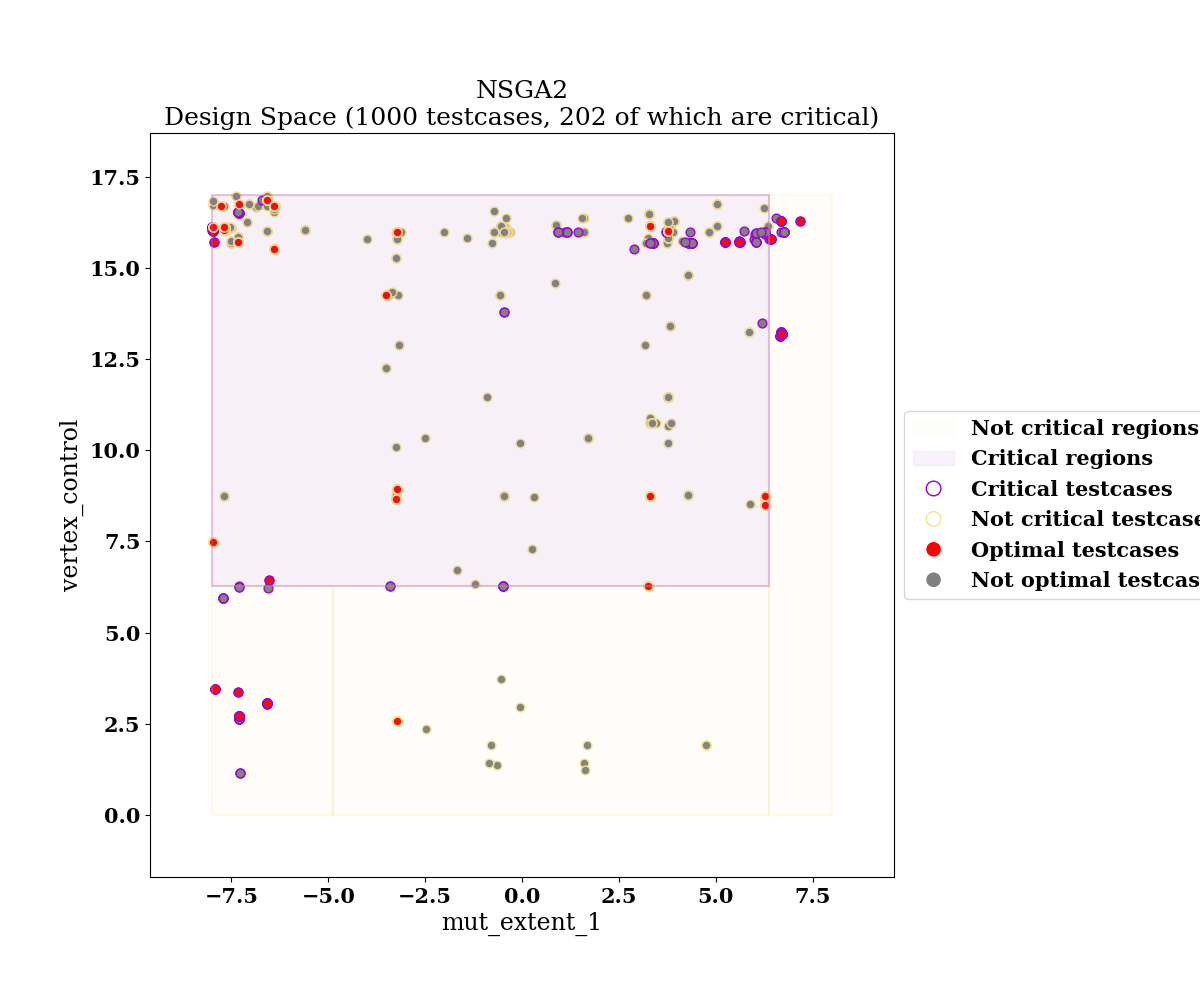 NSGA2
Design Space (1000 testcases, 202 of which are critical)
17.5
15.0
12.5
10.0
7.5
5.0
2.5
0.0
vertex_control
−7.5
−5.0
−2.5
0.0
2.5
5.0
7.5
mut_extent_1
Not critical regions
Critical regions
Critical testcases
Not critical testcase
Optimal testcases
Not optimal testcas